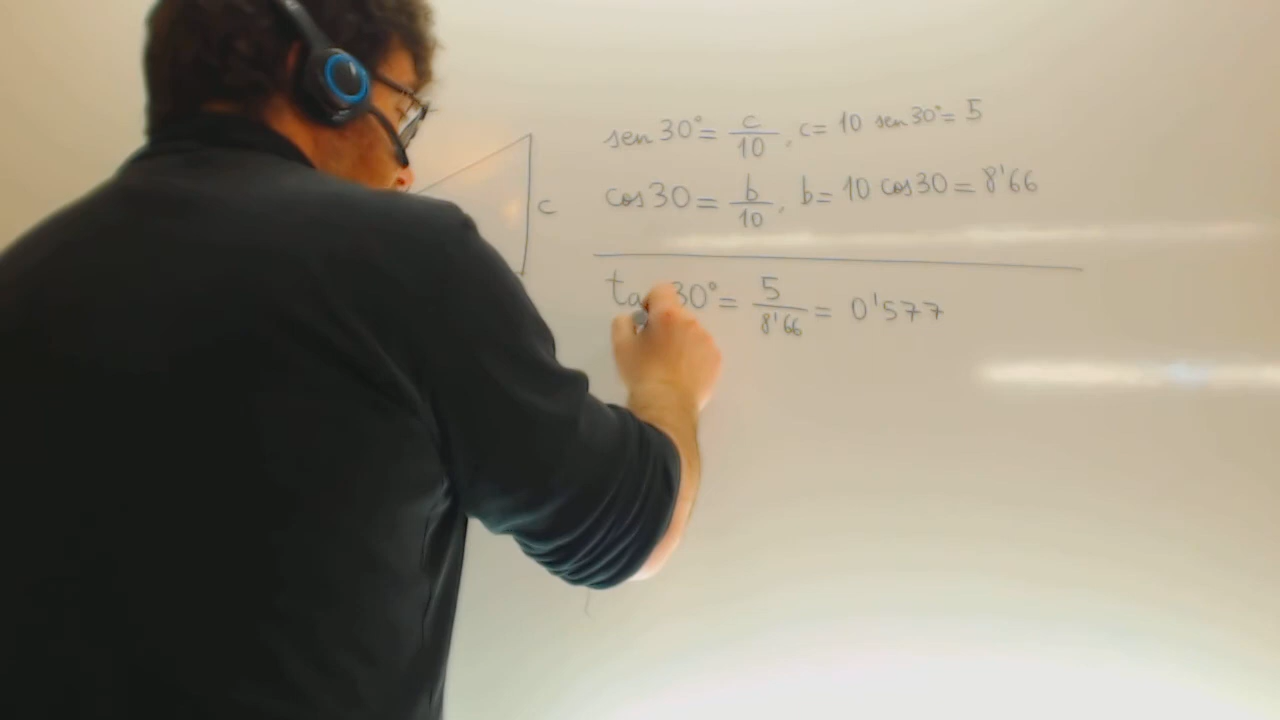 c
sen 30° = c/10, c = 10 sen 30° = 5
cos 30 = b/10, b = 10 cos 30 = 8'66
30° = 5/8'66 = 0'577